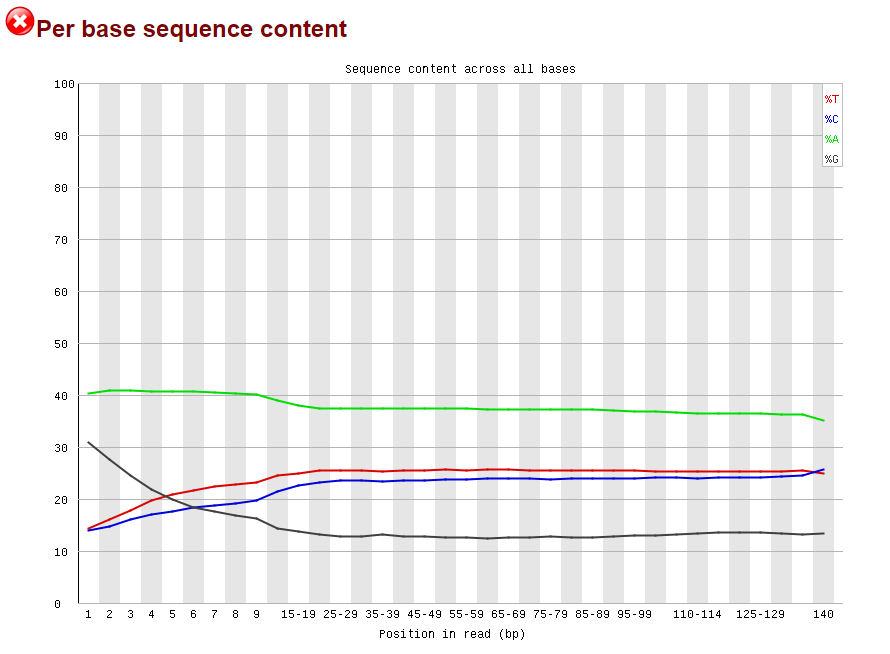 Per base sequence content
Sequence content across all bases
100
%T
%C
%A
%G
90
80
70
60
50
40
30
20
10
0
1 2 3 4 5 6 7 8 9 15-19 25-29 35-39 45-49 55-59 65-69 75-79 85-89 95-99 110-114 125-129 140
Position in read (bp)